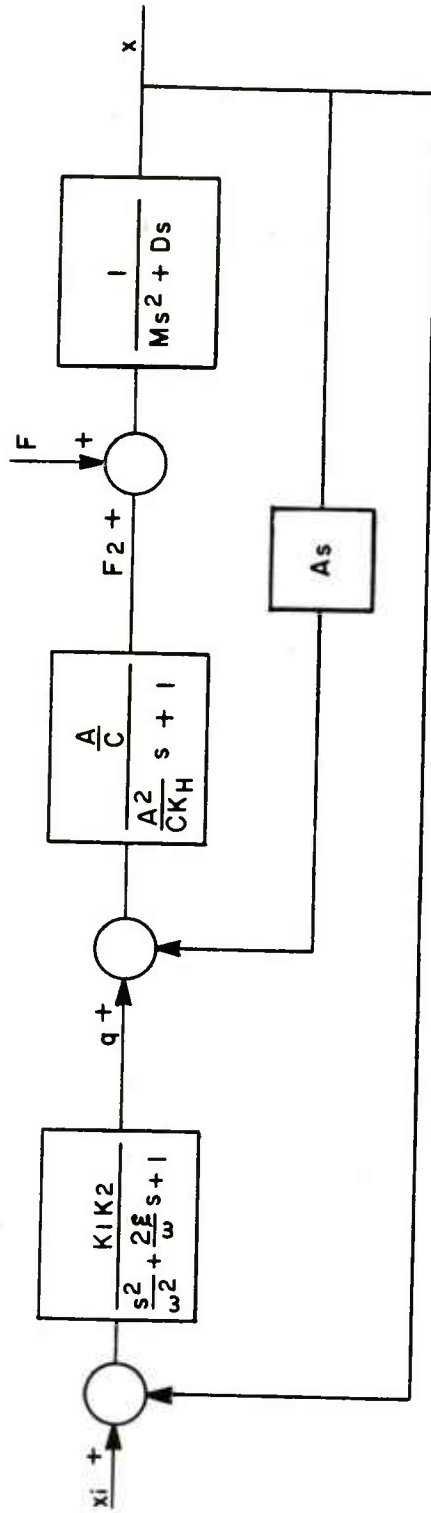 xi +
K1K2
s²/ω² + 2ξ/ω s + 1
q +
A/C
A²/CK_H s + 1
F2 +
F
+
1
Ms² + Ds
x
As